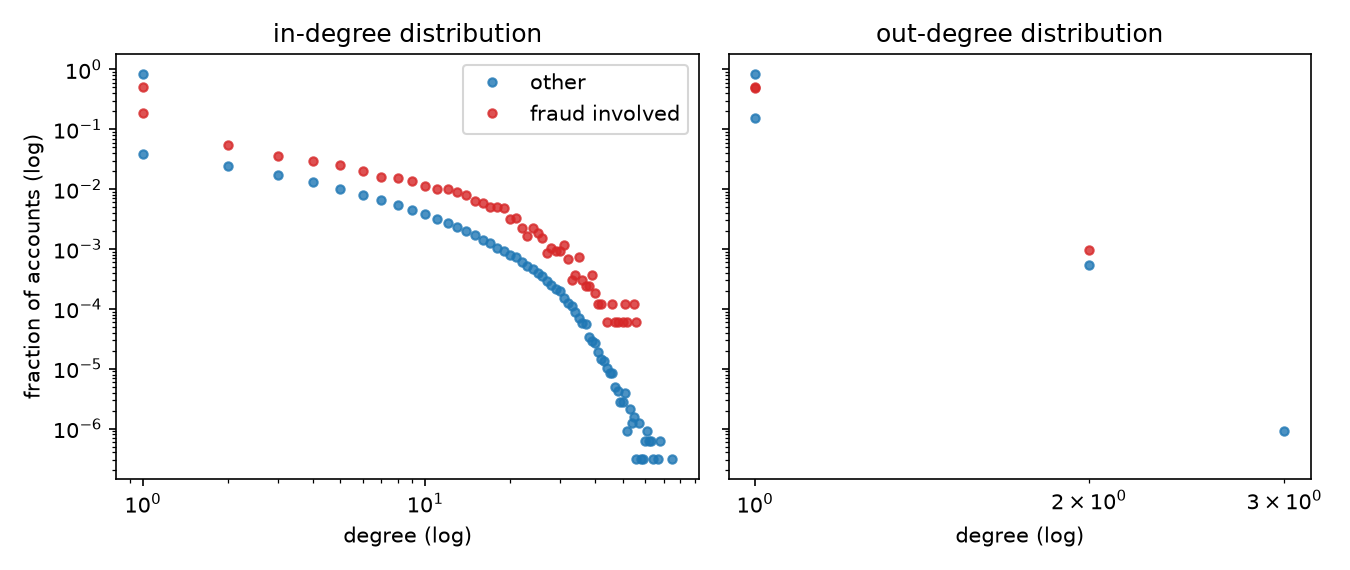 in-degree distribution
out-degree distribution
other
fraud involved
fraction of accounts (log)
10⁰
10⁻¹
10⁻²
10⁻³
10⁻⁴
10⁻⁵
10⁻⁶
10⁰
10¹
degree (log)
10⁰
2 × 10⁰
3 × 10⁰
degree (log)